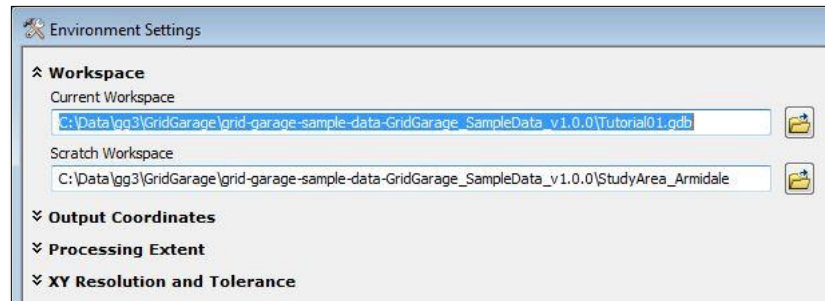 Environment Settings
Workspace
Current Workspace
C:\Data\gg3\GridGarage\grid-garage-sample-data-GridGarage_SampleData_v1.0.0\Tutorial01.gdb
Scratch Workspace
C:\Data\gg3\GridGarage\grid-garage-sample-data-GridGarage_SampleData_v1.0.0\StudyArea_Armidale
Output Coordinates
Processing Extent
XY Resolution and Tolerance